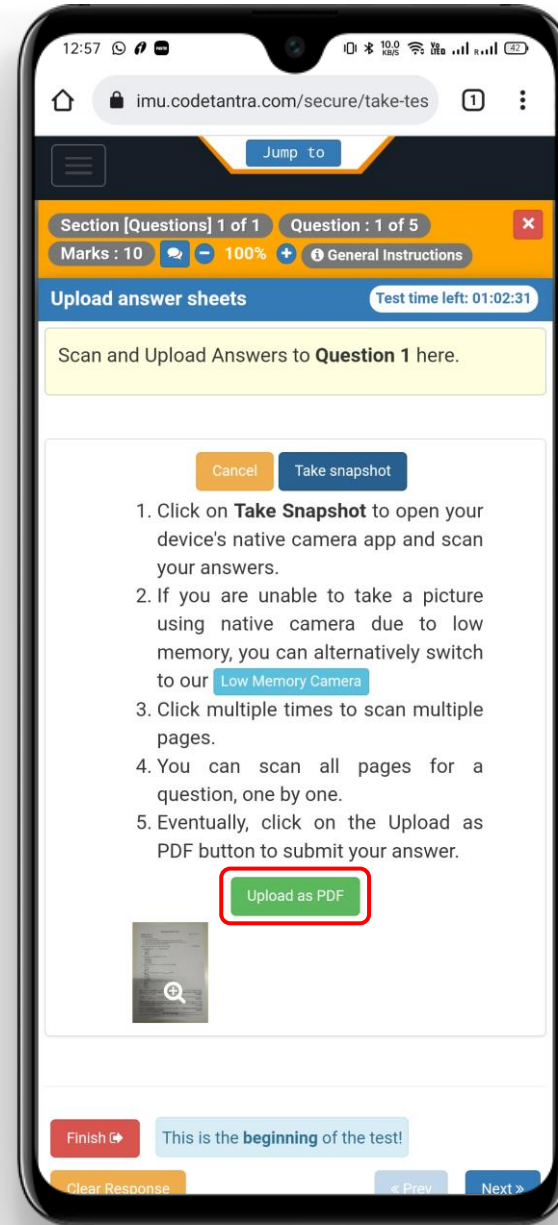 12:57 10.0 KB/S Vo LTE R 42
imu.codetantra.com/secure/take-tes 1
Jump to
Section [Questions] 1 of 1 Question : 1 of 5
Marks : 10 100% General Instructions
Upload answer sheets Test time left: 01:02:31
Scan and Upload Answers to Question 1 here.
Cancel Take snapshot
1. Click on Take Snapshot to open your
device's native camera app and scan
your answers.
2. If you are unable to take a picture
using native camera due to low
memory, you can alternatively switch
to our Low Memory Camera
3. Click multiple times to scan multiple
pages.
4. You can scan all pages for a
question, one by one.
5. Eventually, click on the Upload as
PDF button to submit your answer.
Upload as PDF
Finish This is the beginning of the test!
Clear Response « Prev Next »